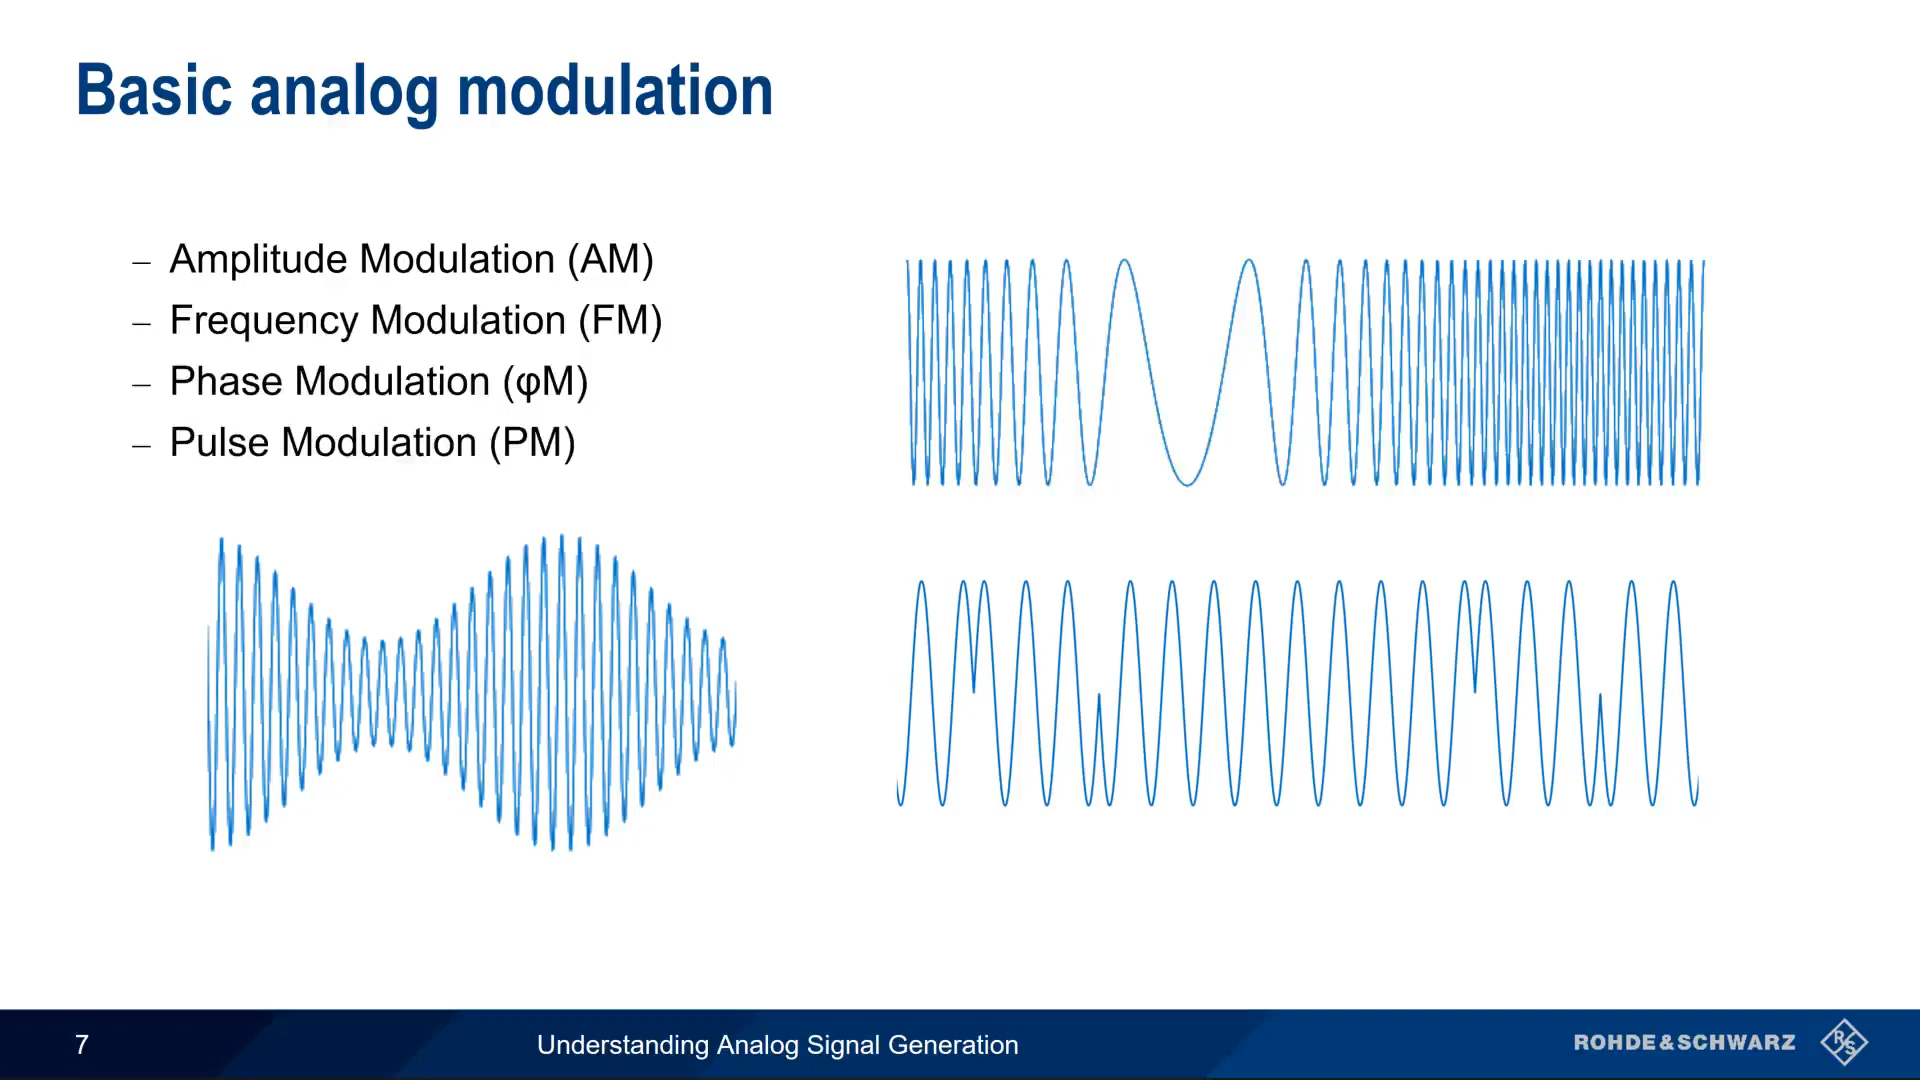 Basic analog modulation
– Amplitude Modulation (AM)
– Frequency Modulation (FM)
– Phase Modulation (φM)
– Pulse Modulation (PM)
7
Understanding Analog Signal Generation
ROHDE&SCHWARZ
R&S